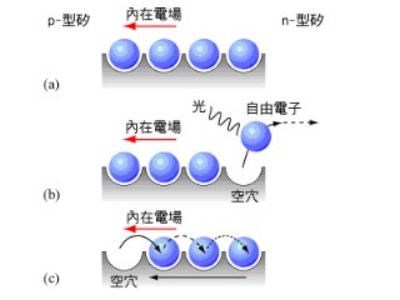 p-型矽 內在電場 n-型矽
(a)
光 自由電子
內在電場
(b) 空穴
內在電場
(c) 空穴